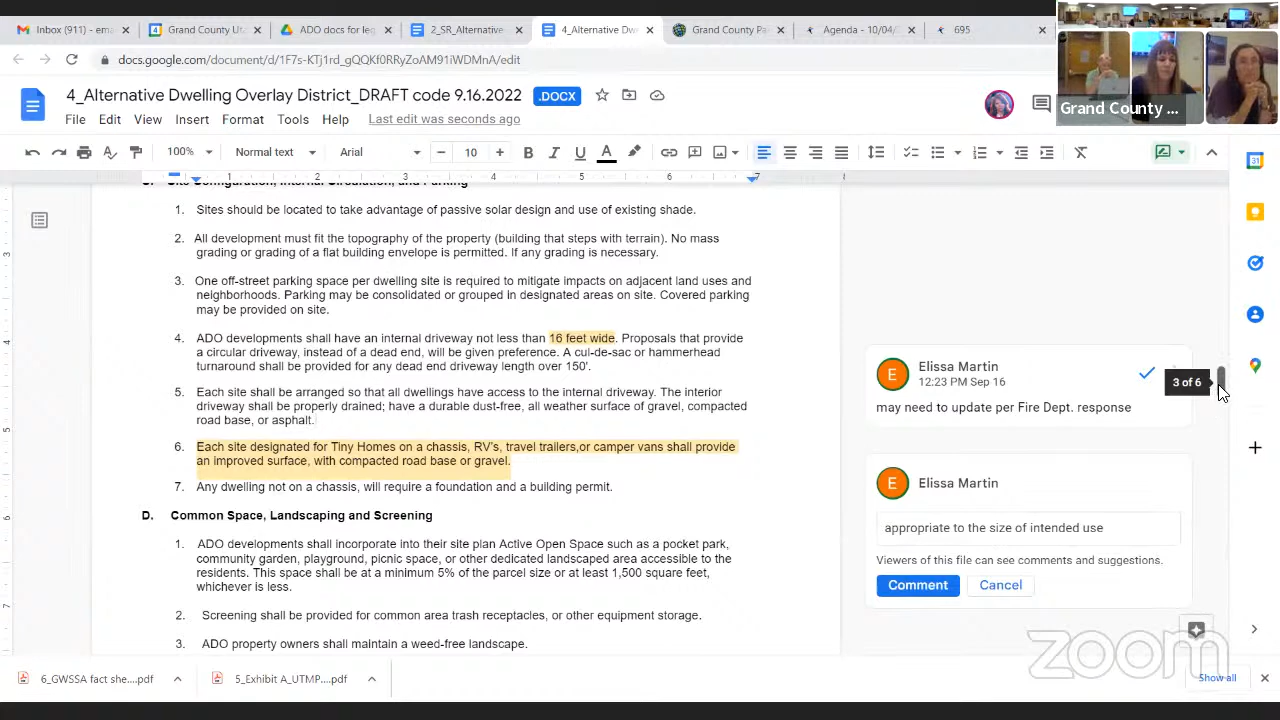 Inbox (911) - em
Grand County Ut
ADO docs for
2_SR_Alternative
4_Alternative Dw
Grand County P
Agenda - 10/04/
695
docs.google.com/document/d/1F7s-KTj1rd_gQQKf0RRyZoAM91iWDMnA/edit
4_Alternative Dwelling Overlay District_DRAFT code 9.16.2022 .DOCX
Grand County ...
File Edit View Insert Format Tools Help Last edit was seconds ago
100% Normal text Arial 10 B I U A
1 2 3 4 5 6 7
Site Configuration, Internal Circulation, and Parking
1. Sites should be located to take advantage of passive solar design and use of existing shade.
2. All development must fit the topography of the property (building that steps with terrain). No mass
grading or grading of a flat building envelope is permitted. If any grading is necessary.
3. One off-street parking space per dwelling site is required to mitigate impacts on adjacent land uses and
neighborhoods. Parking may be consolidated or grouped in designated areas on site. Covered parking
may be provided on site.
4. ADO developments shall have an internal driveway not less than 16 feet wide. Proposals that provide
a circular driveway, instead of a dead end, will be given preference. A cul-de-sac or hammerhead
turnaround shall be provided for any dead end driveway length over 150'.
5. Each site shall be arranged so that all dwellings have access to the internal driveway. The interior
driveway shall be properly drained; have a durable dust-free, all weather surface of gravel, compacted
road base, or asphalt.
6. Each site designated for Tiny Homes on a chassis, RV's, travel trailers,or camper vans shall provide
an improved surface, with compacted road base or gravel.
7. Any dwelling not on a chassis, will require a foundation and a building permit.
D. Common Space, Landscaping and Screening
1. ADO developments shall incorporate into their site plan Active Open Space such as a pocket park,
community garden, playground, picnic space, or other dedicated landscaped area accessible to the
residents. This space shall be at a minimum 5% of the parcel size or at least 1,500 square feet,
whichever is less.
2. Screening shall be provided for common area trash receptacles, or other equipment storage.
3. ADO property owners shall maintain a weed-free landscape.
E Elissa Martin
12:23 PM Sep 16
3 of 6
may need to update per Fire Dept. response
E Elissa Martin
appropriate to the size of intended use
Viewers of this file can see comments and suggestions.
Comment Cancel
31
zoom
6_GWSSA fact she....pdf
5_Exhibit A_UTMP....pdf
Show all